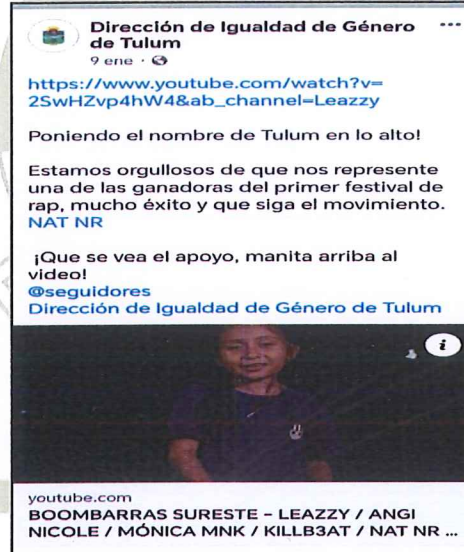 Dirección de Igualdad de Género
de Tulum
9 ene ·
https://www.youtube.com/watch?v=
2SwHZvp4hW4&ab_channel=Leazzy
Poniendo el nombre de Tulum en lo alto!
Estamos orgullosos de que nos represente
una de las ganadoras del primer festival de
rap, mucho éxito y que siga el movimiento.
NAT NR
¡Que se vea el apoyo, manita arriba al
video!
@seguidores
Dirección de Igualdad de Género de Tulum
youtube.com
BOOMBARRAS SURESTE - LEAZZY / ANGI
NICOLE / MÓNICA MNK / KILLB3AT / NAT NR ...